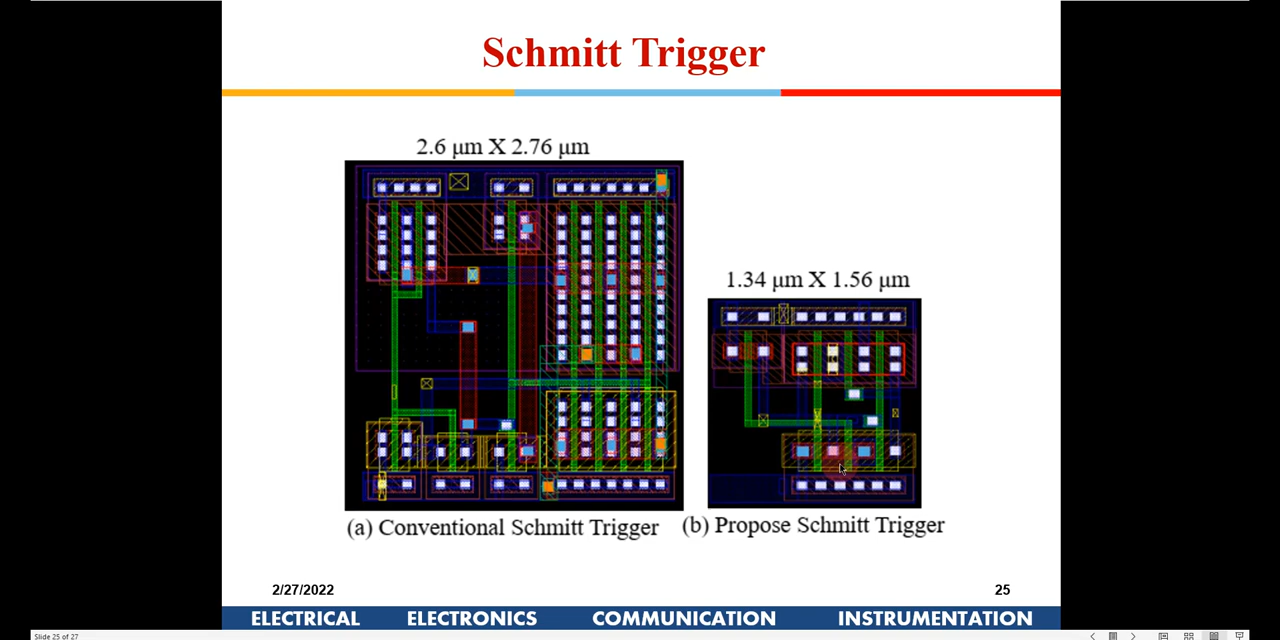 Schmitt Trigger
2.6 μm X 2.76 μm
1.34 μm X 1.56 μm
(a) Conventional Schmitt Trigger
(b) Propose Schmitt Trigger
2/27/2022
25
ELECTRICAL ELECTRONICS COMMUNICATION INSTRUMENTATION
Slide 25 of 27